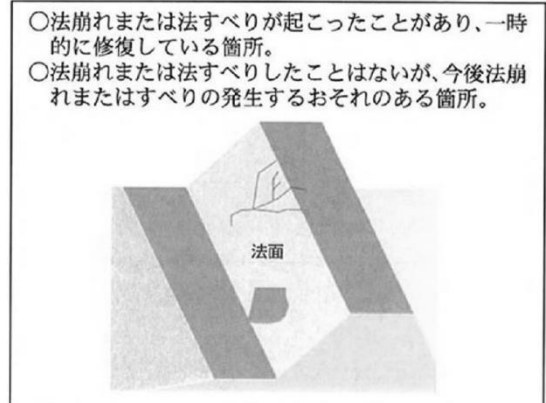 ○法崩れまたは法すべりが起こったことがあり、一時
的に修復している箇所。
○法崩れまたは法すべりしたことはないが、今後法崩
れまたはすべりの発生するおそれのある箇所。
法面